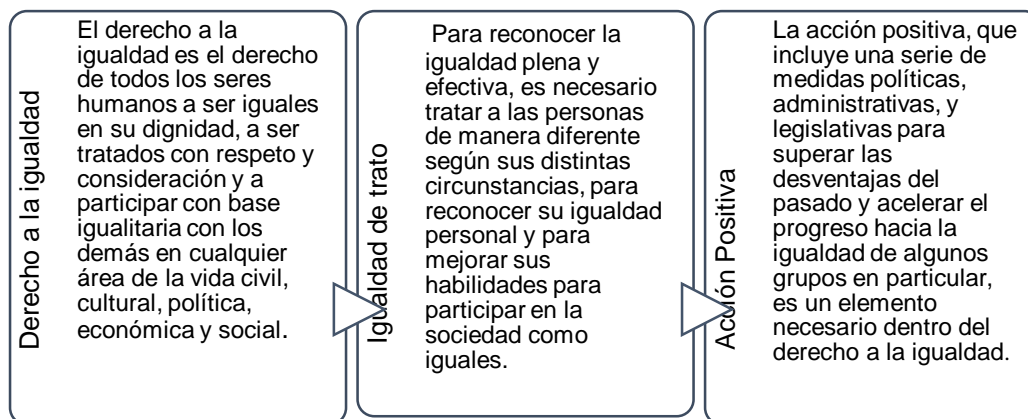 Derecho a la igualdad
El derecho a la
igualdad es el derecho
de todos los seres
humanos a ser iguales
en su dignidad, a ser
tratados con respeto y
consideración y a
participar con base
igualitaria con los
demás en cualquier
área de la vida civil,
cultural, política,
económica y social.
Igualdad de trato
Para reconocer la
igualdad plena y
efectiva, es necesario
tratar a las personas
de manera diferente
según sus distintas
circunstancias, para
reconocer su igualdad
personal y para
mejorar sus
habilidades para
participar en la
sociedad como
iguales.
Acción Positiva
La acción positiva, que
incluye una serie de
medidas políticas,
administrativas, y
legislativas para
superar las
desventajas del
pasado y acelerar el
progreso hacia la
igualdad de algunos
grupos en particular,
es un elemento
necesario dentro del
derecho a la igualdad.